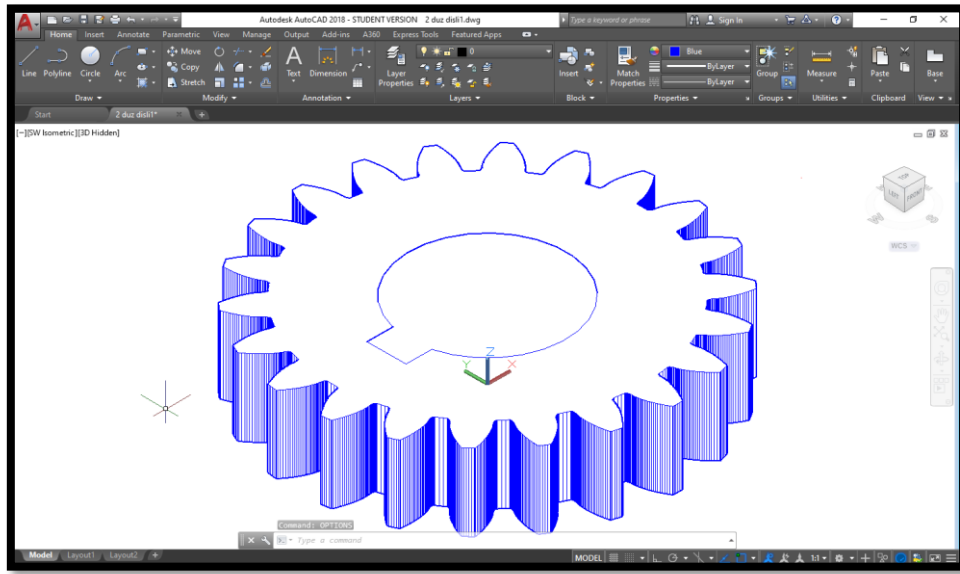 Autodesk AutoCAD 2018 - STUDENT VERSION 2 duz disli1.dwg
Type a keyword or phrase
Sign In
Home Insert Annotate Parametric View Manage Output Add-ins A360 Express Tools Featured Apps
Line Polyline Circle Arc
Move
Copy
Stretch
Text Dimension
Layer Properties
0
Insert
Match Properties
Blue
ByLayer
ByLayer
Group
Measure
Paste
Base
Draw Modify Annotation Layers Block Properties Groups Utilities Clipboard View
Start 2 duz disli1* +
[−][SW Isometric][3D Hidden]
TOP
LEFT FRONT
WCS
Z
Y X
Command: OPTIONS
Type a command
Model Layout1 Layout2 +
MODEL 1:1